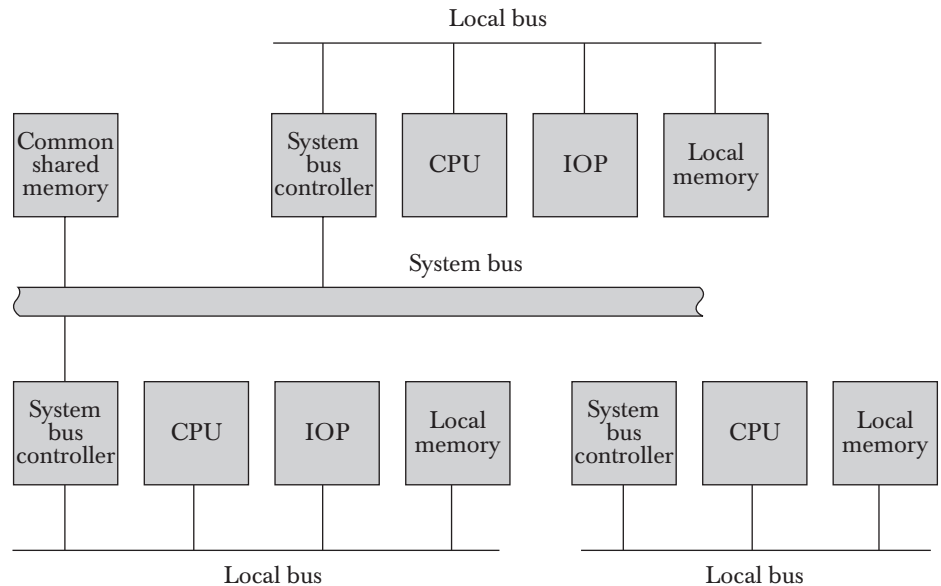 Local bus
Common
shared
memory
System
bus
controller
CPU
IOP
Local
memory
System bus
System
bus
controller
CPU
IOP
Local
memory
System
bus
controller
CPU
Local
memory
Local bus
Local bus